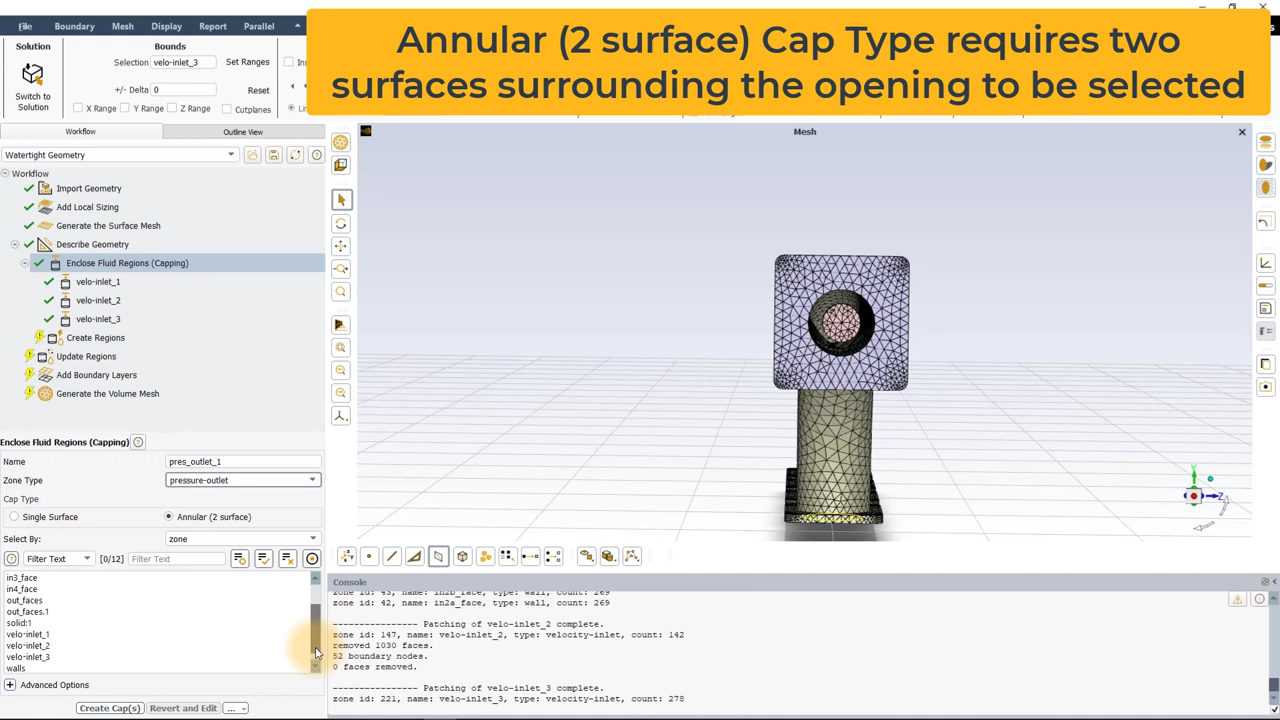 Annular (2 surface) Cap Type requires two
surfaces surrounding the opening to be selected
File Boundary Mesh Display Report Parallel
Solution
Switch to
Solution
Bounds
Selection velo-inlet_3 Set Ranges
+/- Delta 0 Reset
X Range Y Range Z Range Cutplanes
Workflow Outline View
Watertight Geometry
Workflow
Import Geometry
Add Local Sizing
Generate the Surface Mesh
Describe Geometry
Enclose Fluid Regions (Capping)
velo-inlet_1
velo-inlet_2
velo-inlet_3
Create Regions
Update Regions
Add Boundary Layers
Generate the Volume Mesh
Enclose Fluid Regions (Capping)
Name pres_outlet_1
Zone Type pressure-outlet
Cap Type
Single Surface Annular (2 surface)
Select By: zone
Filter Text [0/12] Filter Text
in3_face
in4_face
out_faces
out_faces.1
solid:1
velo-inlet_1
velo-inlet_2
velo-inlet_3
walls
Advanced Options
Create Cap(s) Revert and Edit ...
Mesh
Y
Z
Console
zone id: 43, name: in2b_face, type: wall, count: 269
zone id: 42, name: in2a_face, type: wall, count: 269
---------------- Patching of velo-inlet_2 complete.
zone id: 147, name: velo-inlet_2, type: velocity-inlet, count: 142
removed 1030 faces.
52 boundary nodes.
0 faces removed.
---------------- Patching of velo-inlet_3 complete.
zone id: 221, name: velo-inlet_3, type: velocity-inlet, count: 278